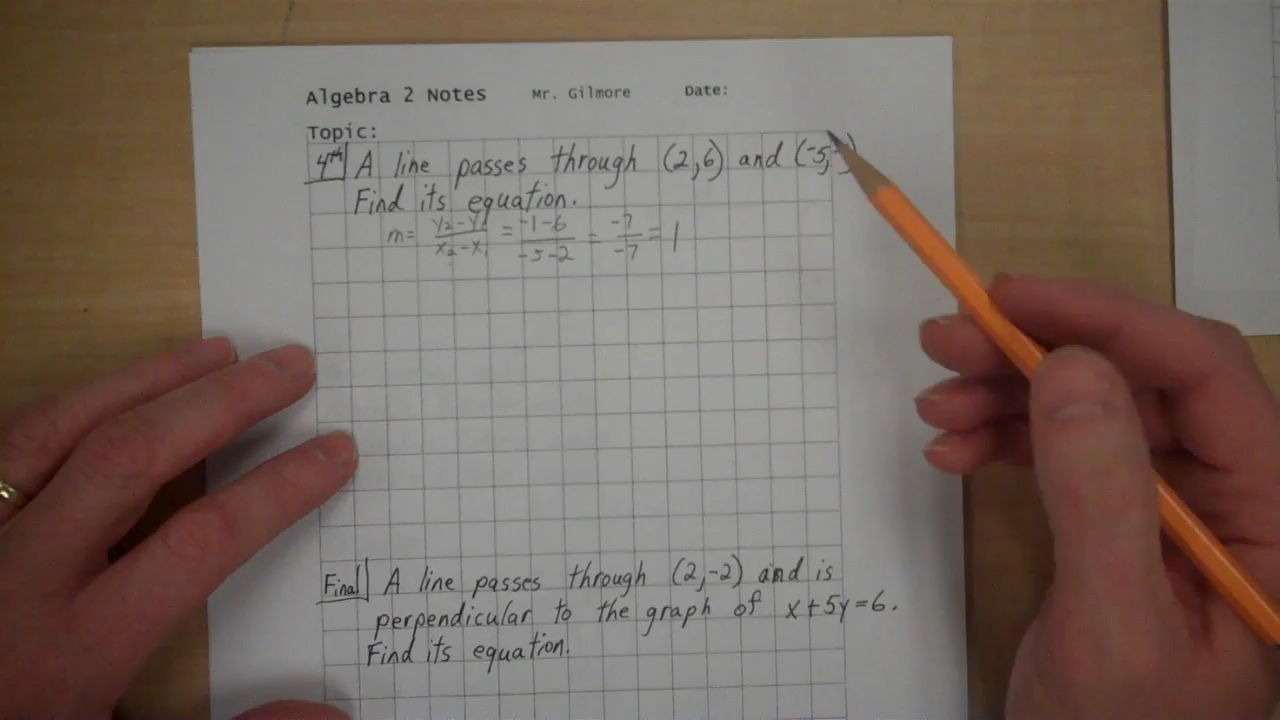 Algebra 2 Notes Mr. Gilmore Date:
Topic:
4th A line passes through (2,6) and (-5,-)
Find its equation.
m = y₂-y₁/x₂-x₁ = -1-6/-5-2 = -7/-7 = 1
Final A line passes through (2,-2) and is
perpendicular to the graph of x+5y=6.
Find its equation.